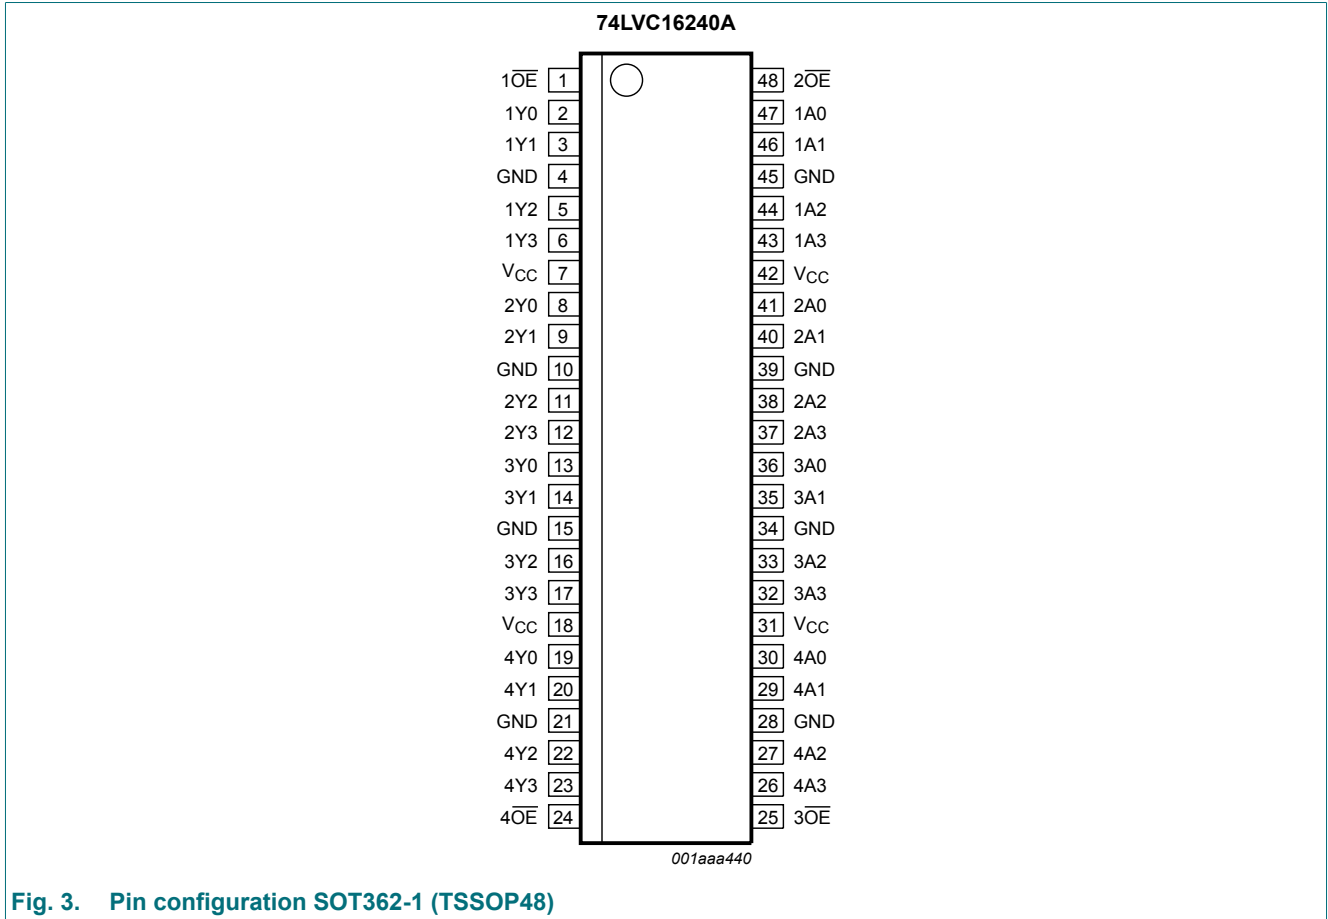 74LVC16240A
1O̅E̅ 1 48 2O̅E̅
1Y0 2 47 1A0
1Y1 3 46 1A1
GND 4 45 GND
1Y2 5 44 1A2
1Y3 6 43 1A3
VCC 7 42 VCC
2Y0 8 41 2A0
2Y1 9 40 2A1
GND 10 39 GND
2Y2 11 38 2A2
2Y3 12 37 2A3
3Y0 13 36 3A0
3Y1 14 35 3A1
GND 15 34 GND
3Y2 16 33 3A2
3Y3 17 32 3A3
VCC 18 31 VCC
4Y0 19 30 4A0
4Y1 20 29 4A1
GND 21 28 GND
4Y2 22 27 4A2
4Y3 23 26 4A3
4O̅E̅ 24 25 3O̅E̅
001aaa440
Fig. 3. Pin configuration SOT362-1 (TSSOP48)